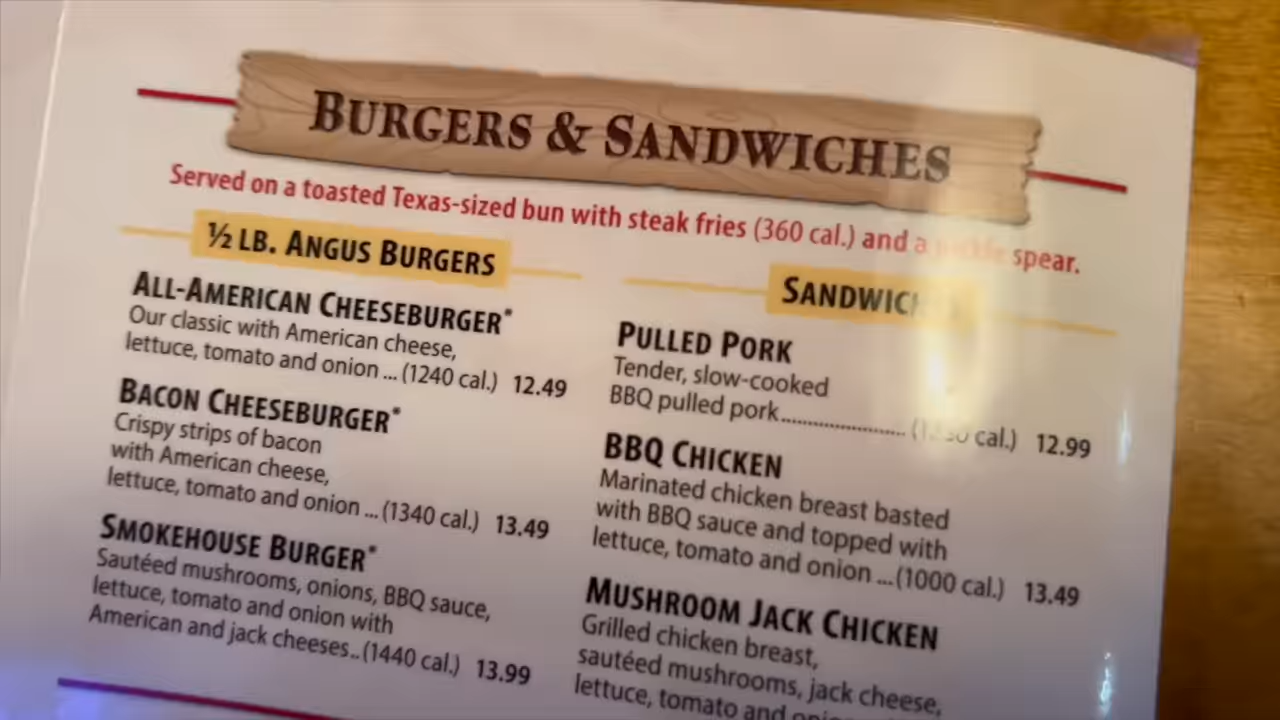 BURGERS & SANDWICHES
Served on a toasted Texas-sized bun with steak fries (360 cal.) and a pickle spear.
½ LB. ANGUS BURGERS
ALL-AMERICAN CHEESEBURGER*
Our classic with American cheese,
lettuce, tomato and onion ... (1240 cal.) 12.49
BACON CHEESEBURGER*
Crispy strips of bacon
with American cheese,
lettuce, tomato and onion ... (1340 cal.) 13.49
SMOKEHOUSE BURGER*
Sautéed mushrooms, onions, BBQ sauce,
lettuce, tomato and onion with
American and jack cheeses.. (1440 cal.) 13.99
PULLED PORK
Tender, slow-cooked
BBQ pulled pork........................ cal.) 12.99
BBQ CHICKEN
Marinated chicken breast basted
with BBQ sauce and topped with
lettuce, tomato and onion ... (1000 cal.) 13.49
MUSHROOM JACK CHICKEN
Grilled chicken breast,
sautéed mushrooms, jack cheese,
lettuce, tomato and